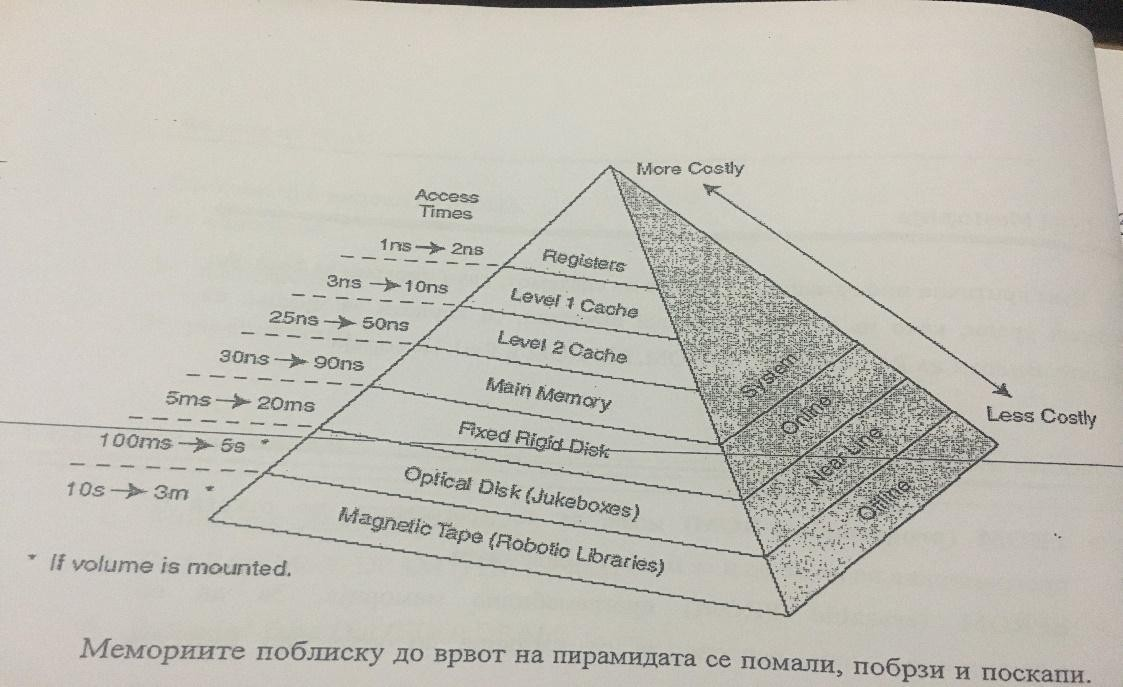 More Costly
Access
Times
1ns → 2ns
Registers
3ns → 10ns
Level 1 Cache
25ns → 50ns
Level 2 Cache
30ns → 90ns
Main Memory
System
5ms → 20ms
Fixed Rigid Disk
Online
Less Costly
100ms → 5s *
Optical Disk (Jukeboxes)
Near Line
10s → 3m *
Magnetic Tape (Robotic Libraries)
Offline
* If volume is mounted.
Мемориите поблиску до врвот на пирамидата се помали, побрзи и поскапи.